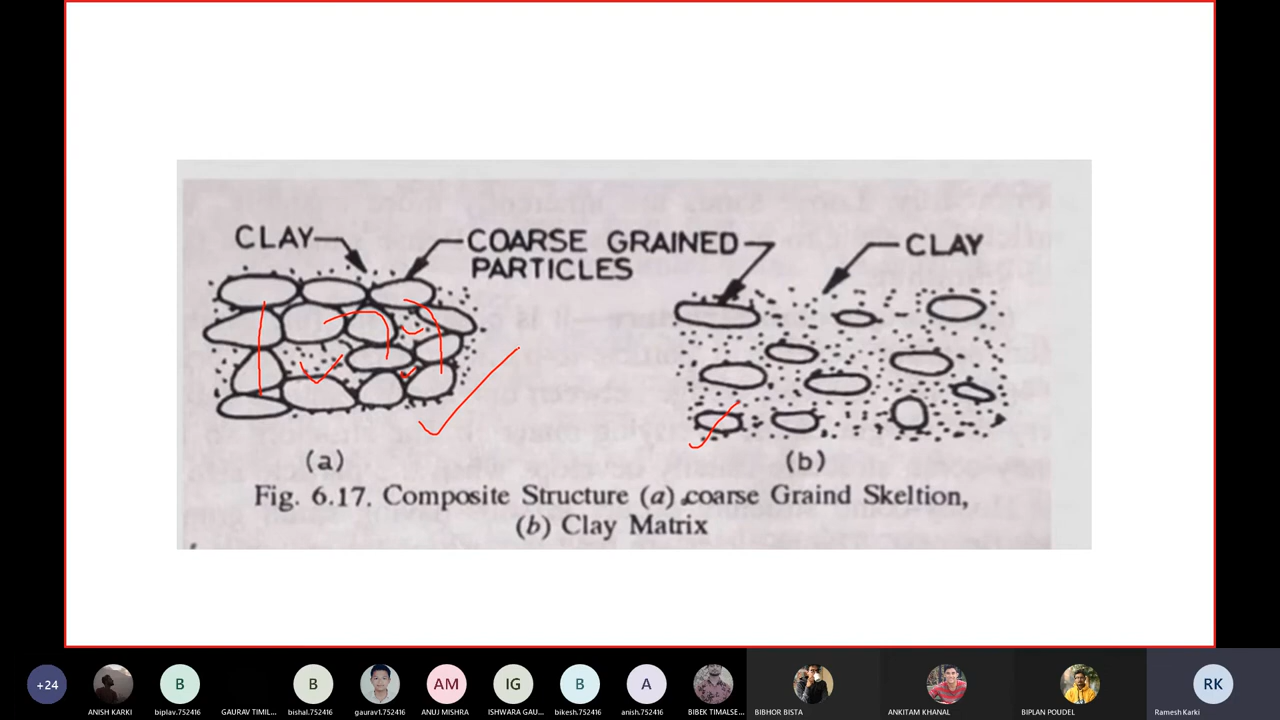 CLAY
COARSE GRAINED
PARTICLES
CLAY
(a)
(b)
Fig. 6.17. Composite Structure (a) coarse Graind Skeltion,
(b) Clay Matrix
+24
B
B
AM
IG
B
A
RK
ANISH KARKI
biplav.752416
GAURAV TIMIL...
bishal.752416
gaurav1.752416
ANUJ MISHRA
ISHWARA GAU...
bikesh.752416
anish.752416
BIBEK TIMALSE...
BIBHOR BISTA
ANKITAM KHANAL
BIPLAN POUDEL
Ramesh Karki